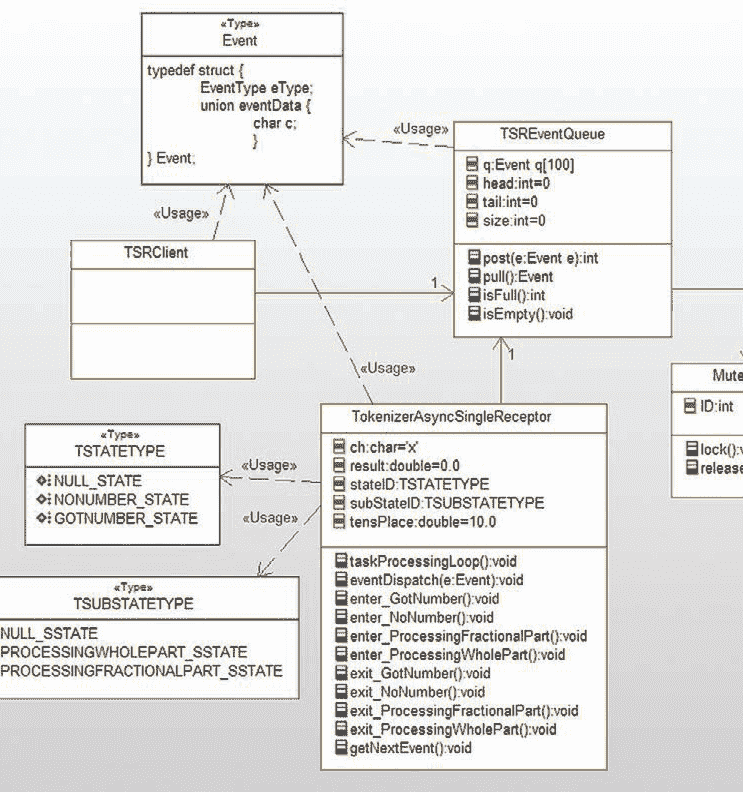 «Type»
Event
typedef struct {
EventType eType;
union eventData {
char c;
}
} Event;
«Usage»
TSREventQueue
q:Event q[100]
head:int=0
tail:int=0
size:int=0
post(e:Event e):int
pull():Event
isFull():int
isEmpty():void
«Usage»
TSRClient
1
1
«Usage»
Mute
ID:int
lock():v
release
TokenizerAsyncSingleReceptor
ch:char='x'
result:double=0.0
stateID:TSTATETYPE
subStateID:TSUBSTATETYPE
tensPlace:double=10.0
taskProcessingLoop():void
eventDispatch(e:Event):void
enter_GotNumber():void
enter_NoNumber():void
enter_ProcessingFractionalPart():void
enter_ProcessingWholePart():void
exit_GotNumber():void
exit_NoNumber():void
exit_ProcessingFractionalPart():void
exit_ProcessingWholePart():void
getNextEvent():void
«Type»
TSTATETYPE
NULL_STATE
NONUMBER_STATE
GOTNUMBER_STATE
«Usage»
«Usage»
«Type»
TSUBSTATETYPE
NULL_SSTATE
PROCESSINGWHOLEPART_SSTATE
PROCESSINGFRACTIONALPART_SSTATE